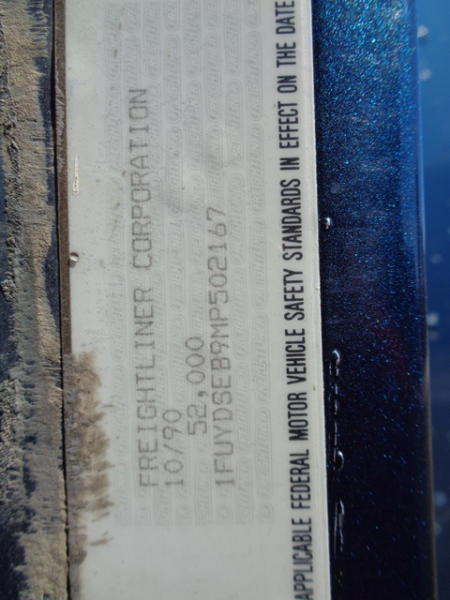 FREIGHTLINER CORPORATION
10/90
52,000
1FUYDSEB9MP502167
APPLICABLE FEDERAL MOTOR VEHICLE SAFETY STANDARDS IN EFFECT ON THE DATE